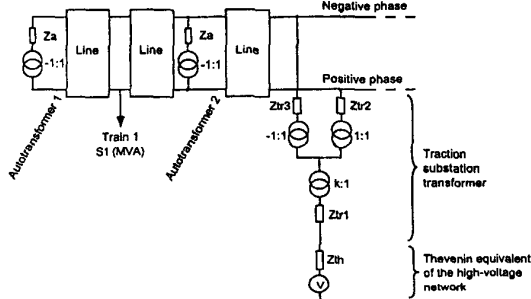 Negative phase
Za
Line
Line
Za
Line
-1:1
-1:1
Positive phase
Autotransformer 1
Train 1
S1 (MVA)
Autotransformer 2
Ztr3
Ztr2
-1:1
1:1
k:1
Ztr1
Traction
substation
transformer
Zth
V
Thevenin equivalent
of the high-voltage
network